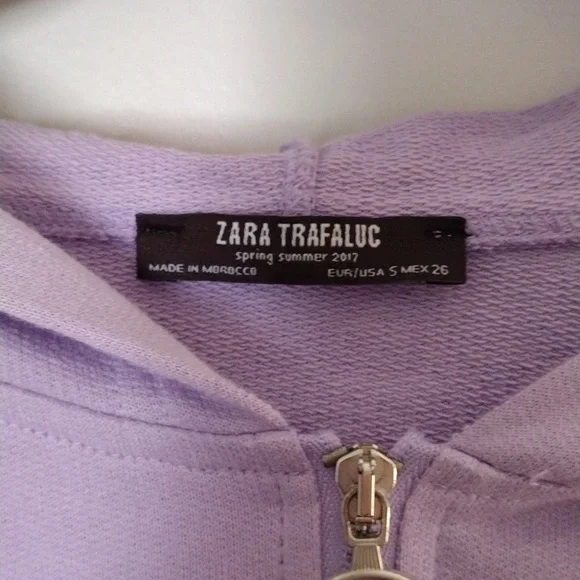 ZARA TRAFALUC
spring summer 2017
MADE IN MOROCCO EUR/USA S MEX 26